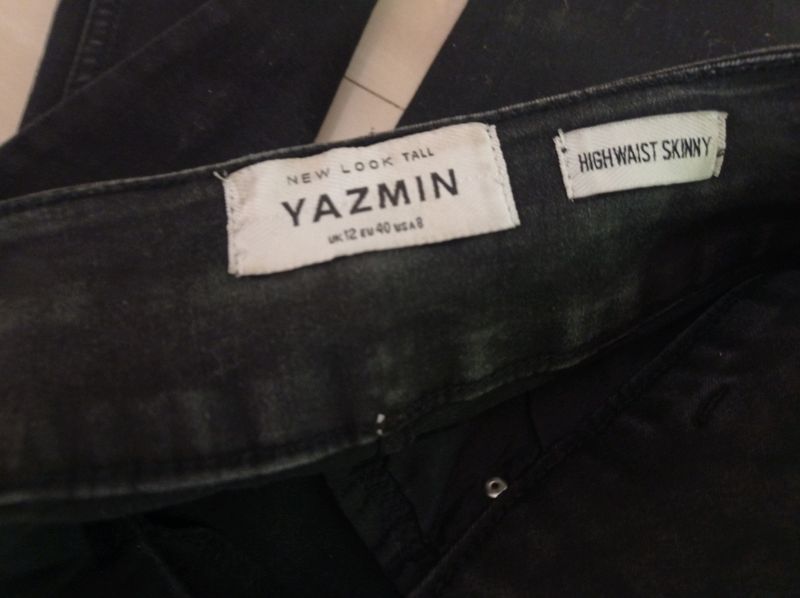 NEW LOOK TALL
YAZMIN
UK 12 EU 40 USA 8
HIGHWAIST SKINNY